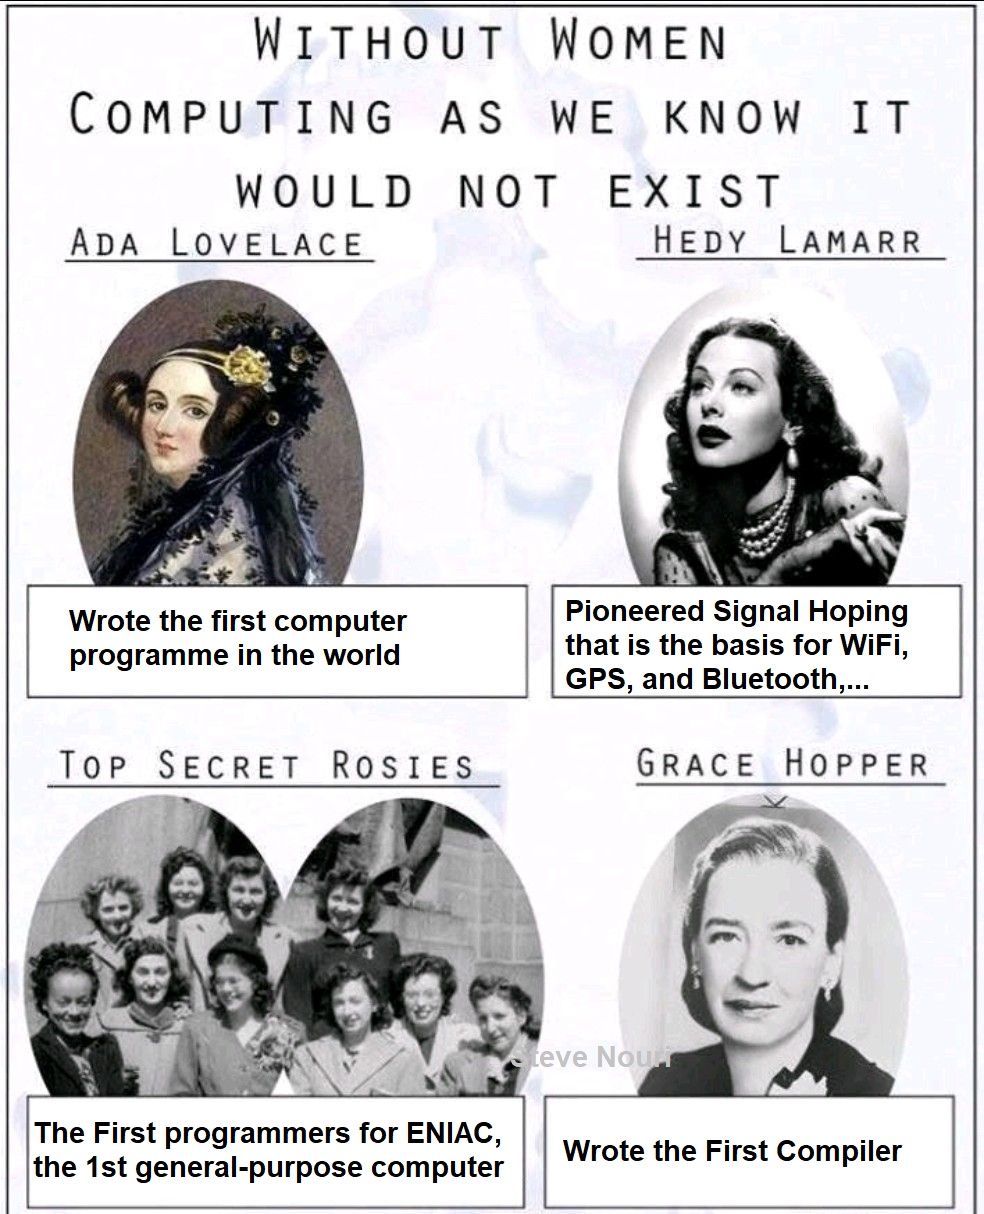 WITHOUT WOMEN
COMPUTING AS WE KNOW IT
WOULD NOT EXIST
ADA LOVELACE
HEDY LAMARR
Wrote the first computer
programme in the world
Pioneered Signal Hoping
that is the basis for WiFi,
GPS, and Bluetooth,...
TOP SECRET ROSIES
GRACE HOPPER
Steve Nouri
The First programmers for ENIAC,
the 1st general-purpose computer
Wrote the First Compiler